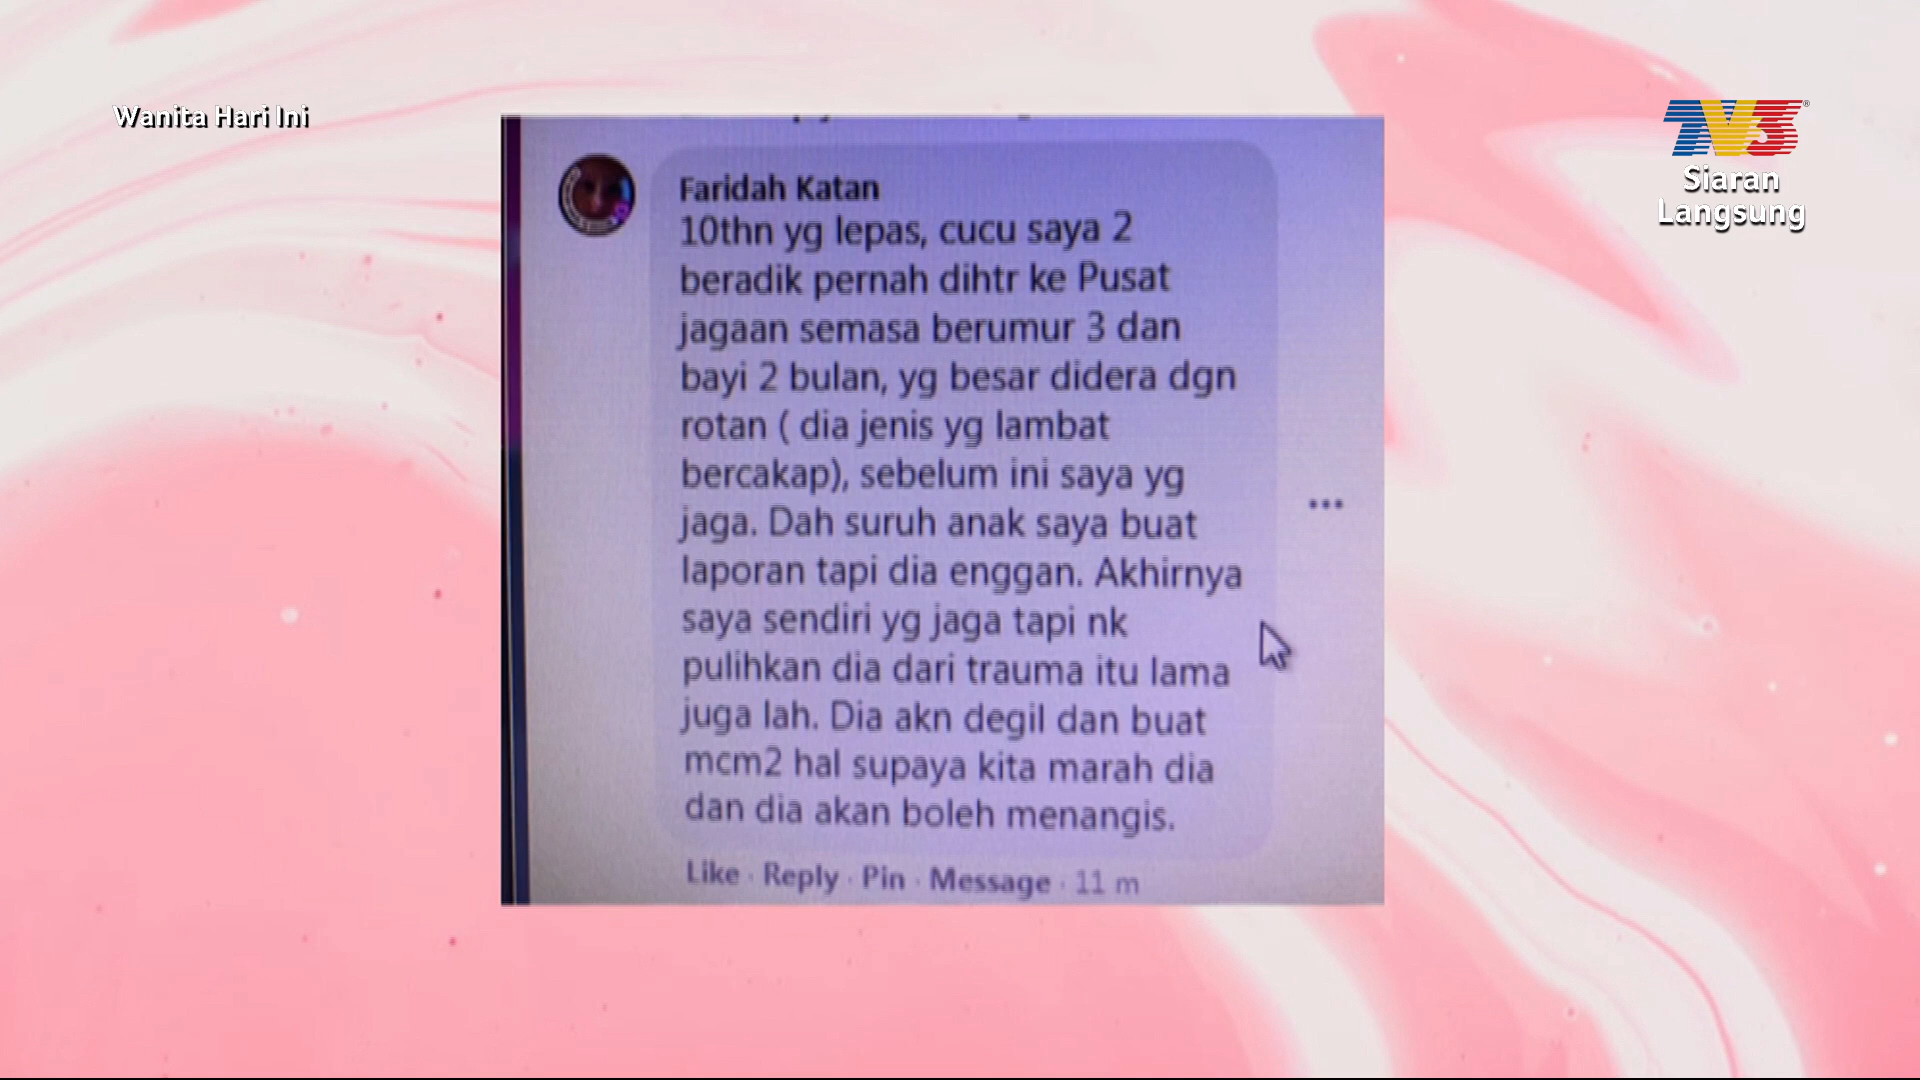 Wanita Hari Ini
TV3
Siaran
Langsung
Faridah Katan
10thn yg lepas, cucu saya 2
beradik pernah dihtr ke Pusat
jagaan semasa berumur 3 dan
bayi 2 bulan, yg besar didera dgn
rotan ( dia jenis yg lambat
bercakap), sebelum ini saya yg
jaga. Dah suruh anak saya buat
laporan tapi dia enggan. Akhirnya
saya sendiri yg jaga tapi nk
pulihkan dia dari trauma itu lama
juga lah. Dia akn degil dan buat
mcm2 hal supaya kita marah dia
dan dia akan boleh menangis.
Like · Reply · Pin · Message · 11 m